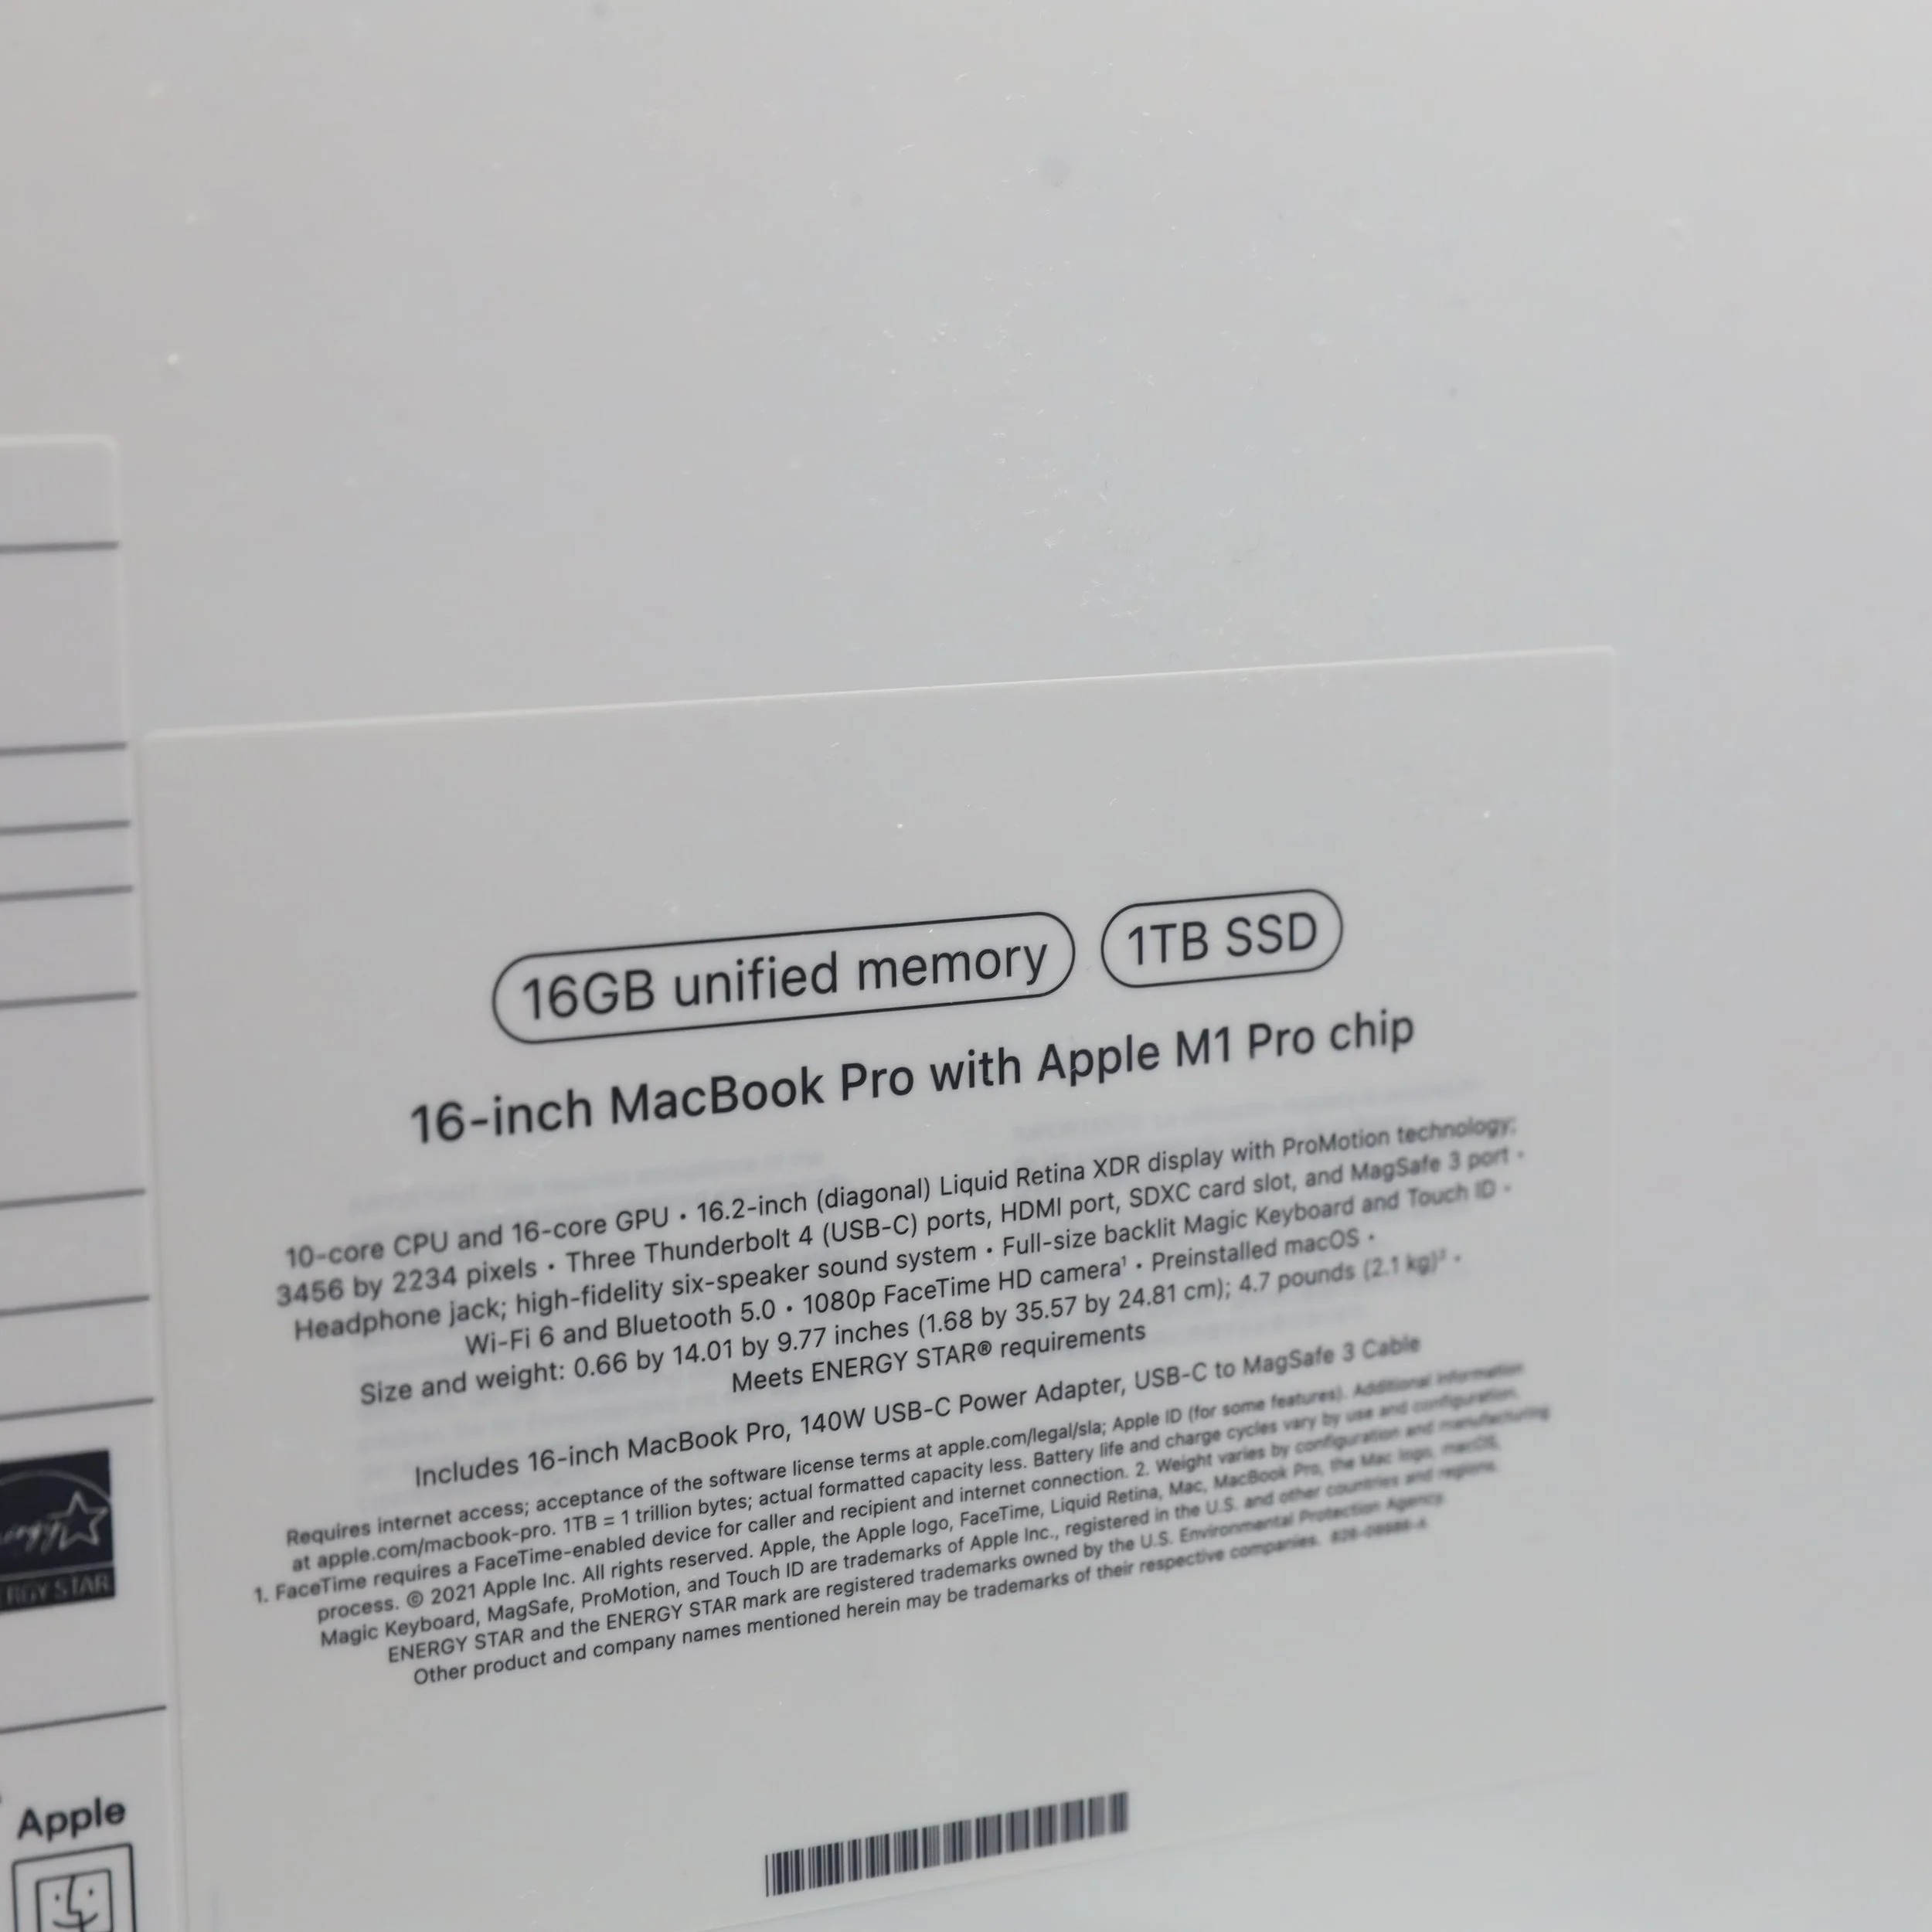 16GB unified memory
1TB SSD
16-inch MacBook Pro with Apple M1 Pro chip
10-core CPU and 16-core GPU • 16.2-inch (diagonal) Liquid Retina XDR display with ProMotion technology;
3456 by 2234 pixels • Three Thunderbolt 4 (USB-C) ports, HDMI port, SDXC card slot, and MagSafe 3 port •
Headphone jack; high-fidelity six-speaker sound system • Full-size backlit Magic Keyboard and Touch ID •
Wi-Fi 6 and Bluetooth 5.0 • 1080p FaceTime HD camera¹ • Preinstalled macOS •
Size and weight: 0.66 by 14.01 by 9.77 inches (1.68 by 35.57 by 24.81 cm); 4.7 pounds (2.1 kg)² •
Meets ENERGY STAR® requirements
Includes 16-inch MacBook Pro, 140W USB-C Power Adapter, USB-C to MagSafe 3 Cable
Requires internet access; acceptance of the software license terms at apple.com/legal/sla; Apple ID (for some features). Additional information
at apple.com/macbook-pro. 1TB = 1 trillion bytes; actual formatted capacity less. Battery life and charge cycles vary by use and configuration.
1. FaceTime requires a FaceTime-enabled device for caller and recipient and internet connection. 2. Weight varies by configuration and manufacturing
process. © 2021 Apple Inc. All rights reserved. Apple, the Apple logo, FaceTime, Liquid Retina, Mac, MacBook Pro, the Mac logo, macOS,
Magic Keyboard, MagSafe, ProMotion, and Touch ID are trademarks of Apple Inc., registered in the U.S. and other countries and regions.
ENERGY STAR and the ENERGY STAR mark are registered trademarks owned by the U.S. Environmental Protection Agency.
Other product and company names mentioned herein may be trademarks of their respective companies.
STAR
Apple